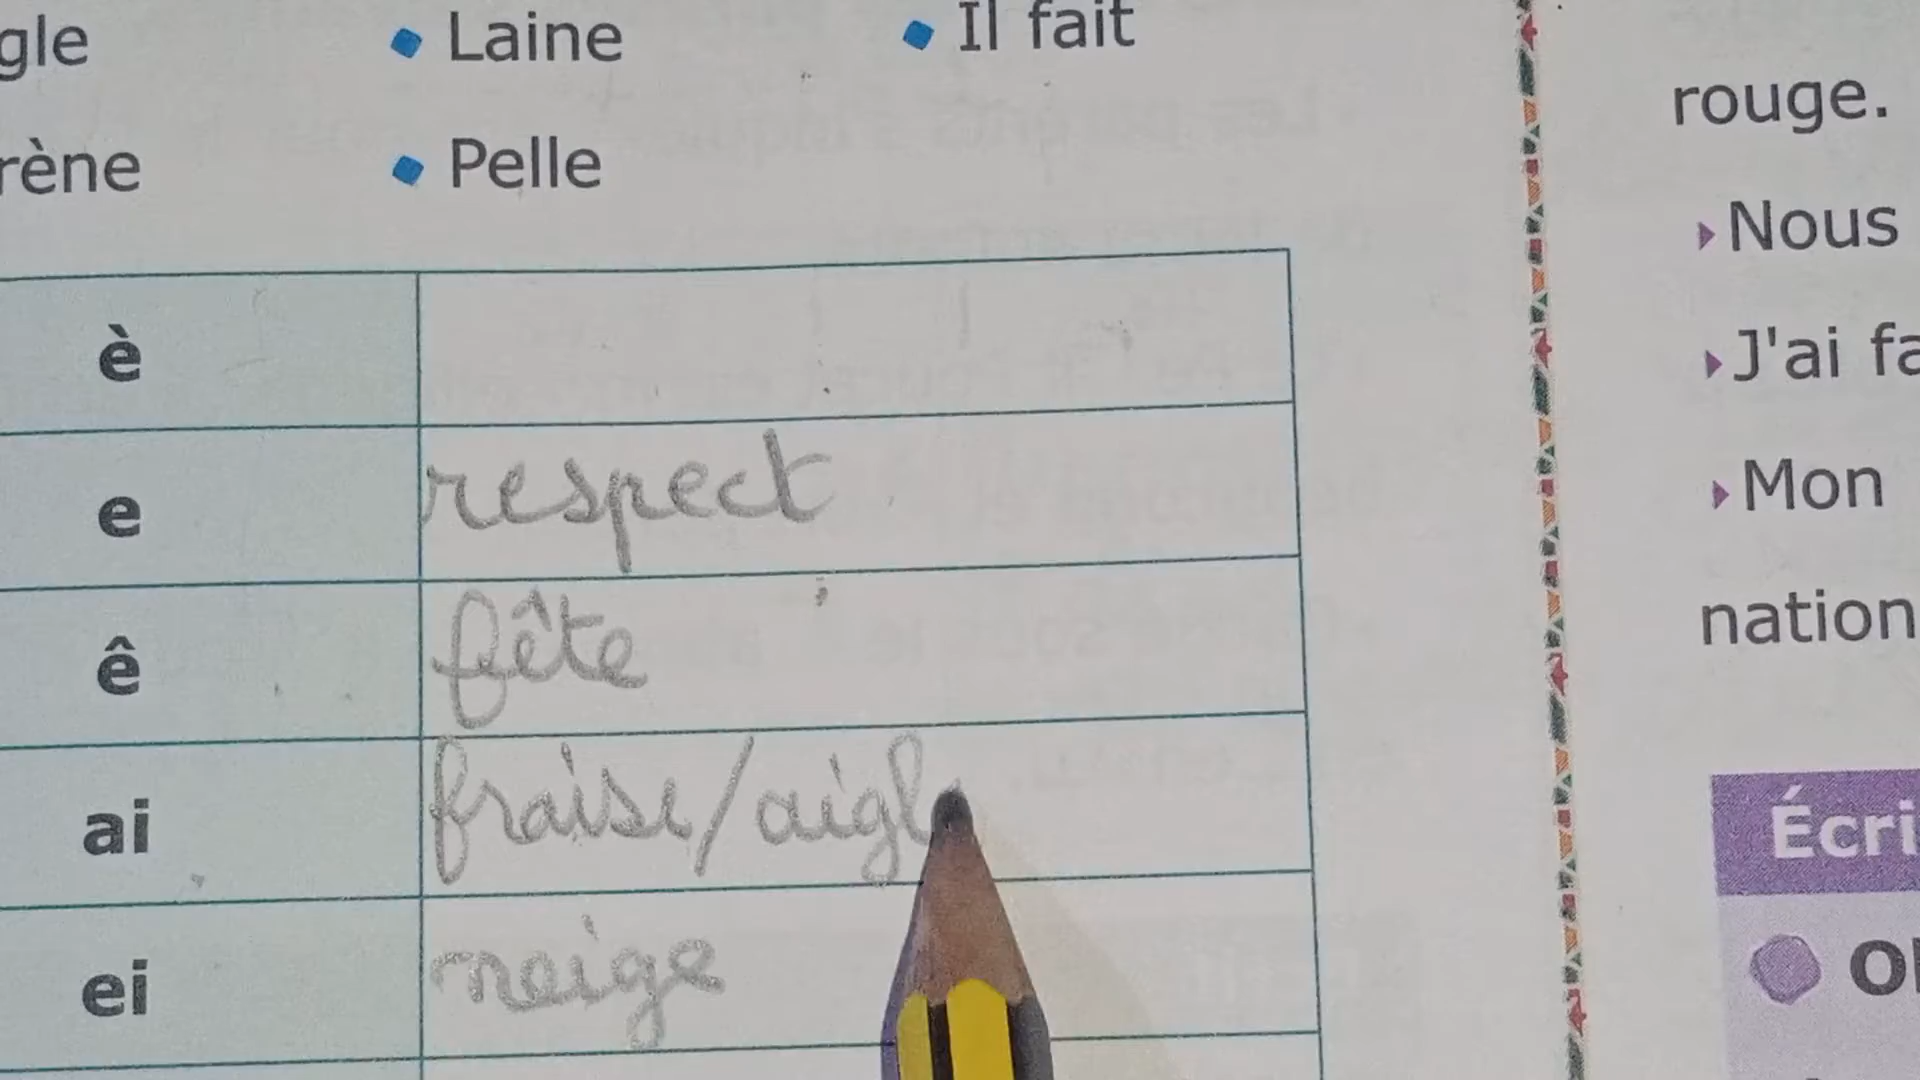 gle
Laine
Il fait
rène
Pelle
è
e
respect
ê
fête
ai
fraise/aigl
ei
neige
rouge.
Nous
J'ai fa
Mon
nation
Écri
Ol